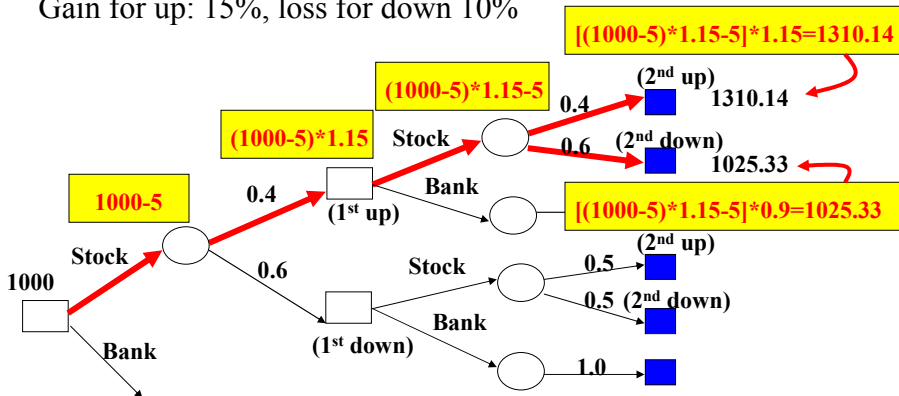 Gain for up: 15%, loss for down 10%
[(1000-5)*1.15-5]*1.15=1310.14
(1000-5)*1.15-5
(2nd up)
0.4
1310.14
(1000-5)*1.15
Stock
0.6
(2nd down)
1025.33
1000-5
0.4
Bank
(1st up)
[(1000-5)*1.15-5]*0.9=1025.33
(2nd up)
Stock
0.6
Stock
0.5
1000
0.5
(2nd down)
Bank
(1st down)
Bank
1.0